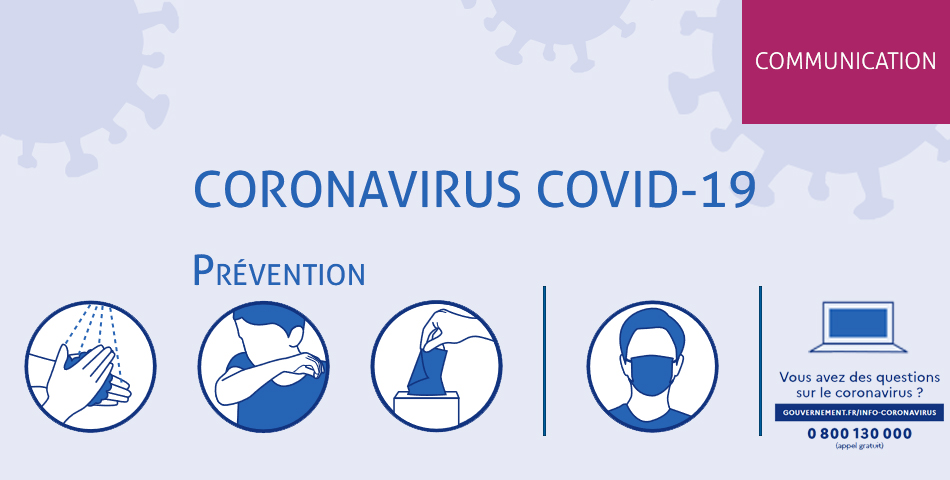 COMMUNICATION
CORONAVIRUS COVID-19
PRÉVENTION
Vous avez des questions
sur le coronavirus ?
GOUVERNEMENT.FR/INFO-CORONAVIRUS
0 800 130 000
(appel gratuit)